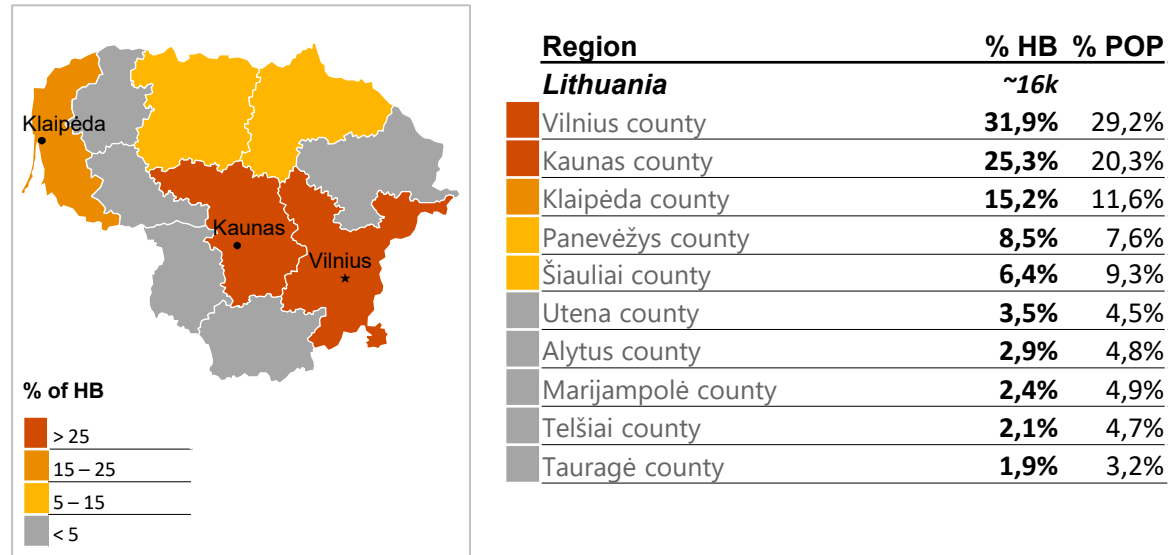 Klaipėda
Kaunas
Vilnius
% of HB
> 25
15 – 25
5 – 15
< 5
Region % HB % POP
Lithuania ~16k
Vilnius county 31,9% 29,2%
Kaunas county 25,3% 20,3%
Klaipėda county 15,2% 11,6%
Panevėžys county 8,5% 7,6%
Šiauliai county 6,4% 9,3%
Utena county 3,5% 4,5%
Alytus county 2,9% 4,8%
Marijampolė county 2,4% 4,9%
Telšiai county 2,1% 4,7%
Tauragė county 1,9% 3,2%